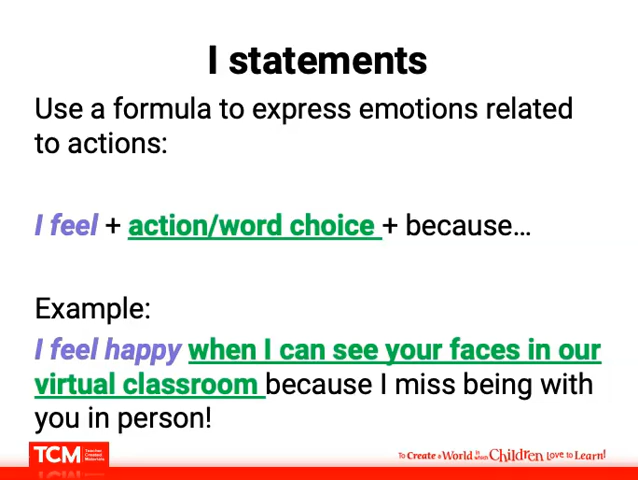 I statements
Use a formula to express emotions related
to actions:
I feel + action/word choice + because…
Example:
I feel happy when I can see your faces in our
virtual classroom because I miss being with
you in person!
TCM Teacher Created Materials
To Create a World in which Children Love to Learn!